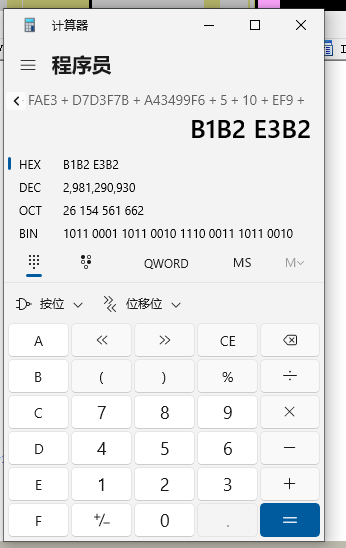 计算器
程序员
FAE3 + D7D3F7B + A43499F6 + 5 + 10 + EF9 +
B1B2 E3B2
HEX B1B2 E3B2
DEC 2,981,290,930
OCT 26 154 561 662
BIN 1011 0001 1011 0010 1110 0011 1011 0010
QWORD MS M
按位 位移位
A « » CE
B ( ) % ÷
C 7 8 9 ×
D 4 5 6 −
E 1 2 3 +
F +/− 0 . =